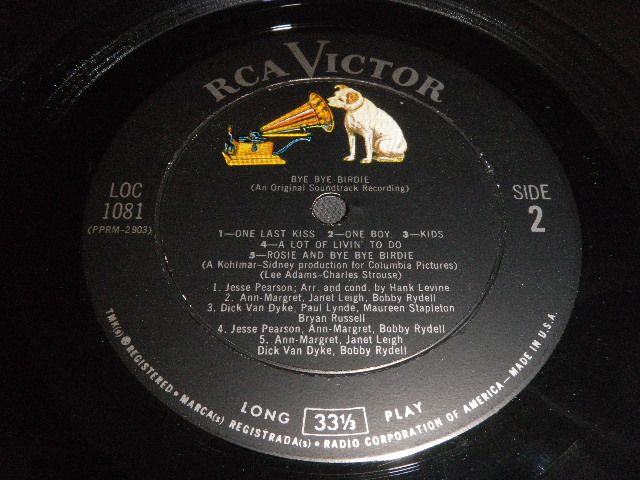 RCA VICTOR
BYE BYE BIRDIE
(An Original Soundtrack Recording)
LOC
1081
(PPRM-2903)
SIDE
2
1—ONE LAST KISS 2—ONE BOY 3—KIDS
4—A LOT OF LIVIN' TO DO
5—ROSIE AND BYE BYE BIRDIE
(A Kohlmar-Sidney production for Columbia Pictures)
(Lee Adams-Charles Strouse)
1. Jesse Pearson; Arr. and cond. by Hank Levine
2. Ann-Margret, Janet Leigh, Bobby Rydell
3. Dick Van Dyke, Paul Lynde, Maureen Stapleton
Bryan Russell
4. Jesse Pearson, Ann-Margret, Bobby Rydell
5. Ann-Margret, Janet Leigh
Dick Van Dyke, Bobby Rydell
LONG 33⅓ PLAY
TMK(s) ® REGISTERED • MARCA(s) REGISTRADA(s) • RADIO CORPORATION OF AMERICA—MADE IN U.S.A.